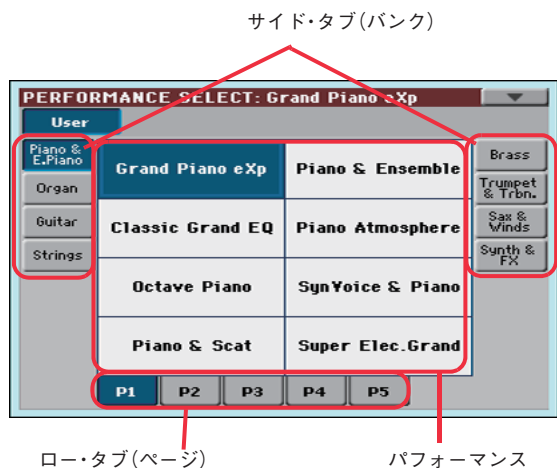 サイド・タブ(バンク)
PERFORMANCE SELECT: Grand Piano eXp
User
Piano & E.Piano
Organ
Guitar
Strings
Grand Piano eXp
Piano & Ensemble
Classic Grand EQ
Piano Atmosphere
Octave Piano
SynVoice & Piano
Piano & Scat
Super Elec.Grand
Brass
Trumpet & Trbn.
Sax & Winds
Synth & FX
P1 P2 P3 P4 P5
ロー・タブ(ページ)
パフォーマンス